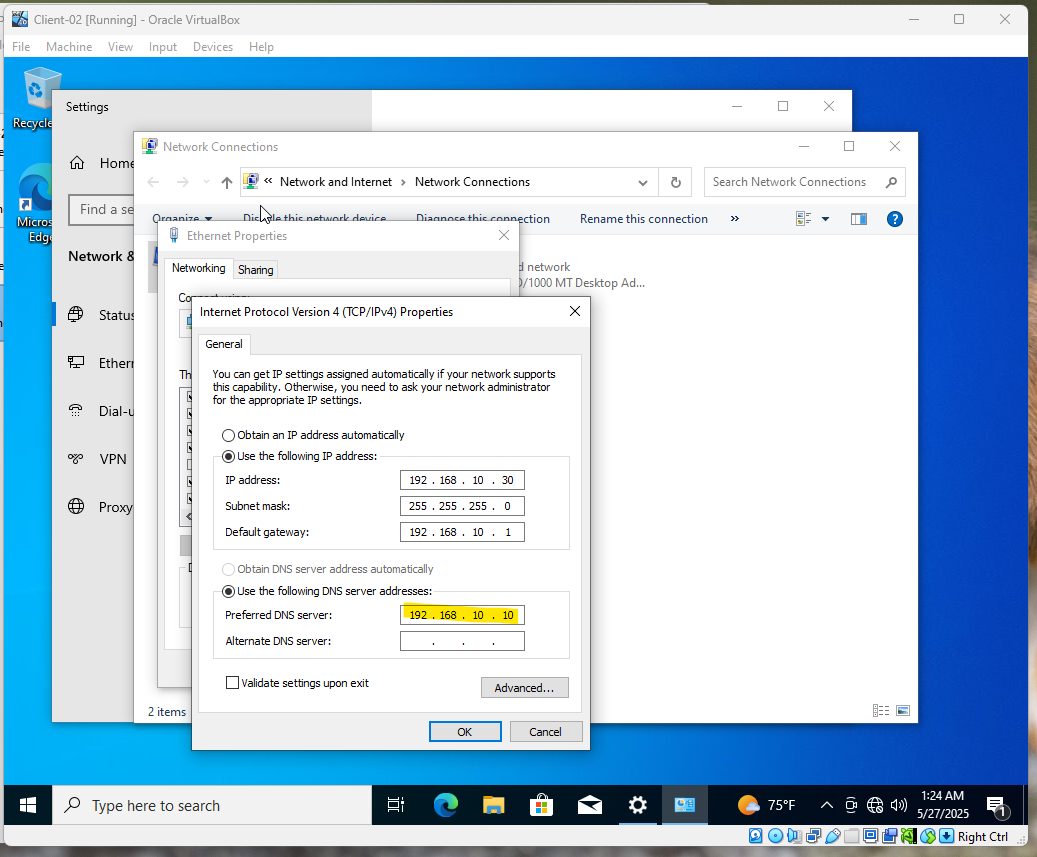 Client-02 [Running] - Oracle VirtualBox
File Machine View Input Devices Help
Recycle
Micros
Edge
Settings
Home
Find a se
Network &
Status
Ethern
Dial-u
VPN
Proxy
Network Connections
« Network and Internet › Network Connections
Search Network Connections
Organize Disable this network device Diagnose this connection Rename this connection »
d network
0/1000 MT Desktop Ad...
2 items
Ethernet Properties
Networking Sharing
Connect using:
Th
Internet Protocol Version 4 (TCP/IPv4) Properties
General
You can get IP settings assigned automatically if your network supports
this capability. Otherwise, you need to ask your network administrator
for the appropriate IP settings.
Obtain an IP address automatically
Use the following IP address:
IP address: 192 . 168 . 10 . 30
Subnet mask: 255 . 255 . 255 . 0
Default gateway: 192 . 168 . 10 . 1
Obtain DNS server address automatically
Use the following DNS server addresses:
Preferred DNS server: 192 . 168 . 10 . 10
Alternate DNS server: . . .
Validate settings upon exit
Advanced...
OK Cancel
Type here to search
75°F
1:24 AM
5/27/2025
1
Right Ctrl